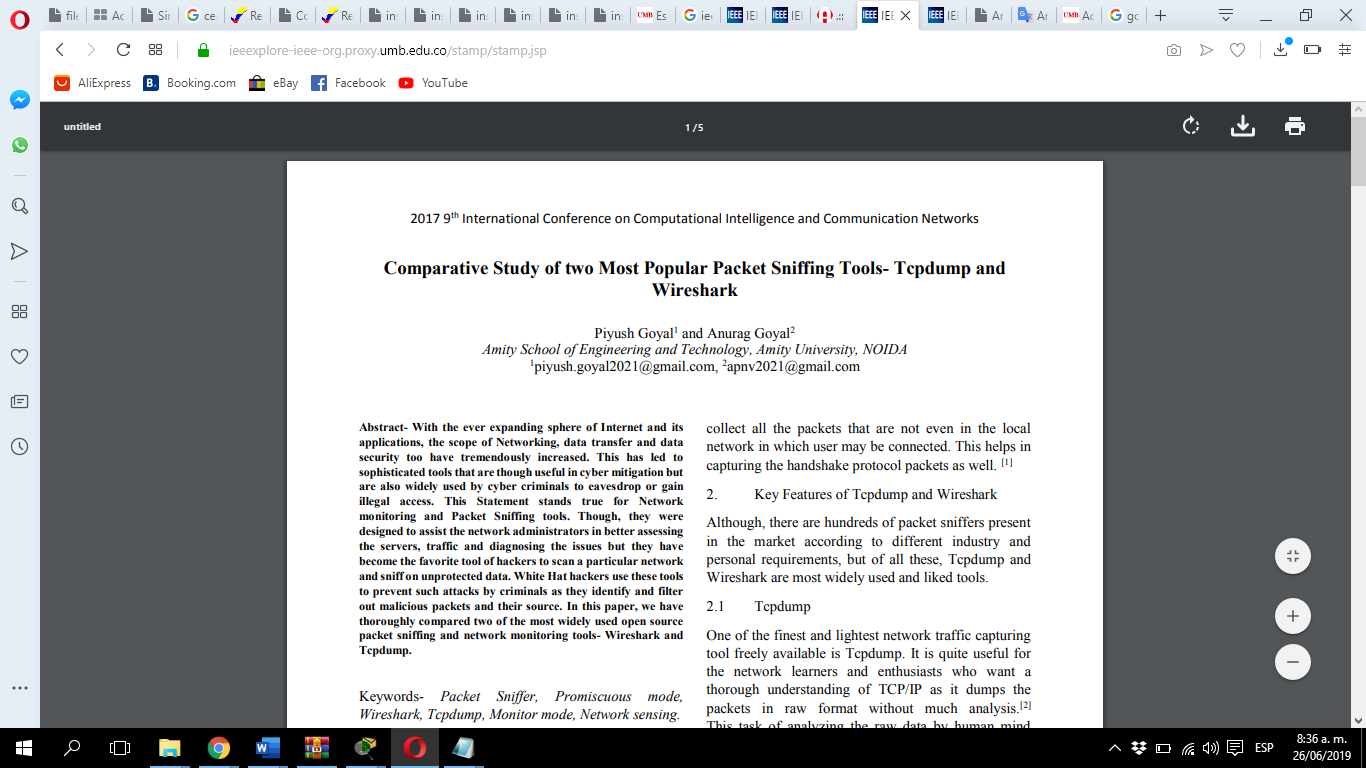 file
Ac
Sin
ce
Re
Co
Re
in
in
in
in
in
in
UMB Es
G ie
IEEE IEI
IEEE IEI
.::
IEEE IEE
IEEE IEI
Ar
Ar
UMB Ac
gc
ieeexplore-ieee-org.proxy.umb.edu.co/stamp/stamp.jsp
AliExpress
B. Booking.com
eBay
Facebook
YouTube
untitled
1 / 5
2017 9th International Conference on Computational Intelligence and Communication Networks
Comparative Study of two Most Popular Packet Sniffing Tools- Tcpdump and
Wireshark
Piyush Goyal1 and Anurag Goyal2
Amity School of Engineering and Technology, Amity University, NOIDA
1piyush.goyal2021@gmail.com, 2apnv2021@gmail.com
Abstract- With the ever expanding sphere of Internet and its
applications, the scope of Networking, data transfer and data
security too have tremendously increased. This has led to
sophisticated tools that are though useful in cyber mitigation but
are also widely used by cyber criminals to eavesdrop or gain
illegal access. This Statement stands true for Network
monitoring and Packet Sniffing tools. Though, they were
designed to assist the network administrators in better assessing
the servers, traffic and diagnosing the issues but they have
become the favorite tool of hackers to scan a particular network
and sniff on unprotected data. White Hat hackers use these tools
to prevent such attacks by criminals as they identify and filter
out malicious packets and their source. In this paper, we have
thoroughly compared two of the most widely used open source
packet sniffing and network monitoring tools- Wireshark and
Tcpdump.
Keywords- Packet Sniffer, Promiscuous mode,
Wireshark, Tcpdump, Monitor mode, Network sensing.
collect all the packets that are not even in the local
network in which user may be connected. This helps in
capturing the handshake protocol packets as well. [1]
2. Key Features of Tcpdump and Wireshark
Although, there are hundreds of packet sniffers present
in the market according to different industry and
personal requirements, but of all these, Tcpdump and
Wireshark are most widely used and liked tools.
2.1 Tcpdump
One of the finest and lightest network traffic capturing
tool freely available is Tcpdump. It is quite useful for
the network learners and enthusiasts who want a
thorough understanding of TCP/IP as it dumps the
packets in raw format without much analysis.[2]
This task of analyzing the raw data by human mind
ESP
8:36 a. m.
26/06/2019